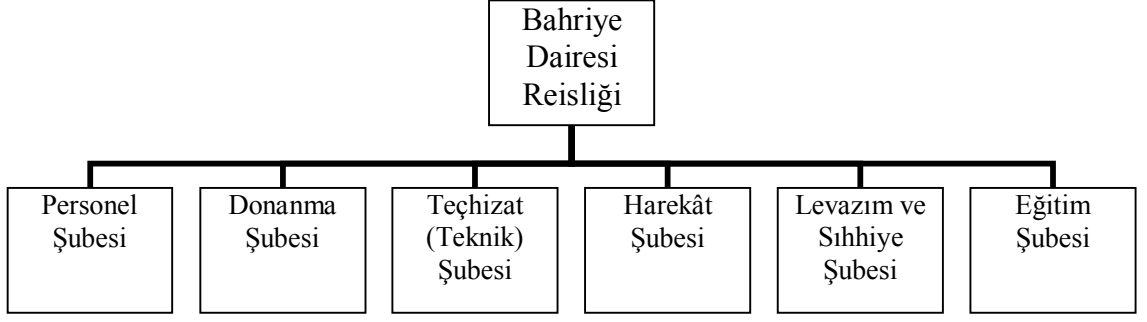 Bahriye
Dairesi
Reisliği
Personel
Şubesi
Donanma
Şubesi
Teçhizat
(Teknik)
Şubesi
Harekât
Şubesi
Levazım ve
Sıhhiye
Şubesi
Eğitim
Şubesi